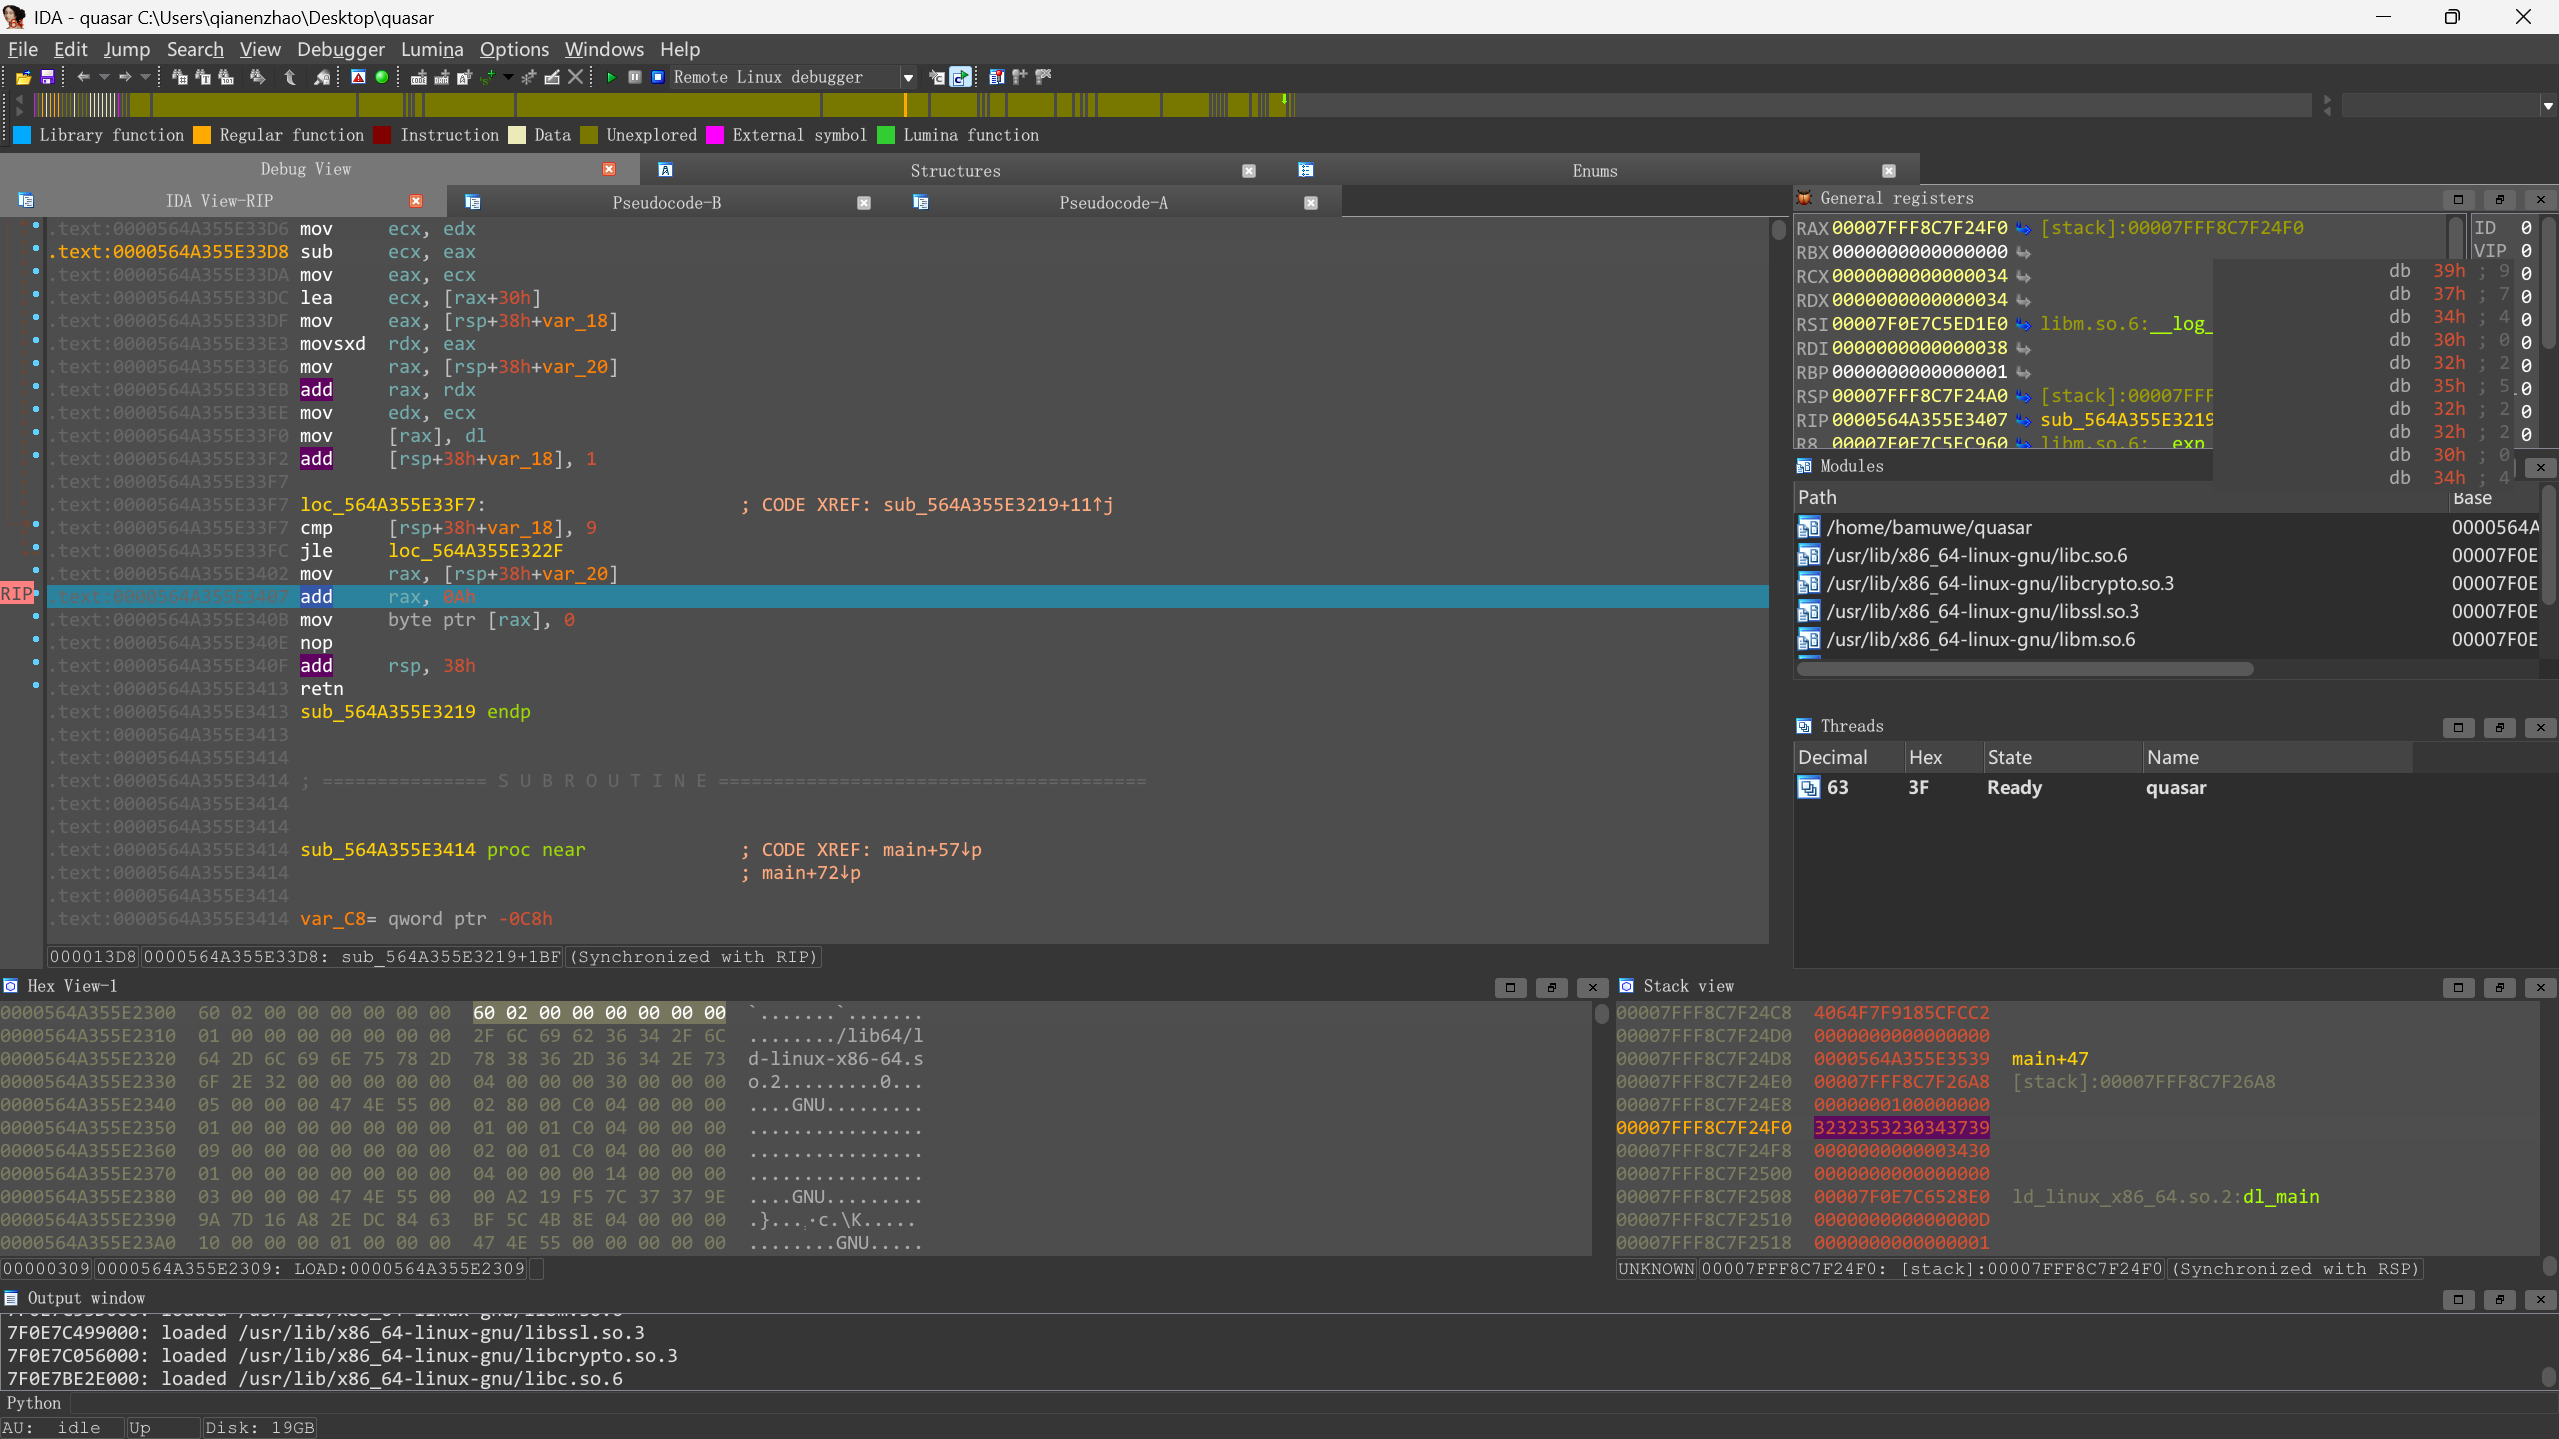 IDA - quasar C:\Users\qianenzhao\Desktop\quasar
File Edit Jump Search View Debugger Lumina Options Windows Help
Remote Linux debugger
Library function Regular function Instruction Data Unexplored External symbol Lumina function
Debug View Structures Enums
IDA View-RIP Pseudocode-B Pseudocode-A
.text:0000564A355E33D6 mov ecx, edx
.text:0000564A355E33D8 sub ecx, eax
.text:0000564A355E33DA mov eax, ecx
.text:0000564A355E33DC lea ecx, [rax+30h]
.text:0000564A355E33DF mov eax, [rsp+38h+var_18]
.text:0000564A355E33E3 movsxd rdx, eax
.text:0000564A355E33E6 mov rax, [rsp+38h+var_20]
.text:0000564A355E33EB add rax, rdx
.text:0000564A355E33EE mov edx, ecx
.text:0000564A355E33F0 mov [rax], dl
.text:0000564A355E33F2 add [rsp+38h+var_18], 1
.text:0000564A355E33F7
.text:0000564A355E33F7 loc_564A355E33F7: ; CODE XREF: sub_564A355E3219+11↑j
.text:0000564A355E33F7 cmp [rsp+38h+var_18], 9
.text:0000564A355E33FC jle loc_564A355E322F
.text:0000564A355E3402 mov rax, [rsp+38h+var_20]
RIP .text:0000564A355E3407 add rax, 0Ah
.text:0000564A355E340B mov byte ptr [rax], 0
.text:0000564A355E340E nop
.text:0000564A355E340F add rsp, 38h
.text:0000564A355E3413 retn
.text:0000564A355E3413 sub_564A355E3219 endp
.text:0000564A355E3413
.text:0000564A355E3414
.text:0000564A355E3414 ; =============== S U B R O U T I N E =======================================
.text:0000564A355E3414
.text:0000564A355E3414
.text:0000564A355E3414 sub_564A355E3414 proc near ; CODE XREF: main+57↓p
.text:0000564A355E3414 ; main+72↓p
.text:0000564A355E3414
.text:0000564A355E3414 var_C8= qword ptr -0C8h
000013D8 0000564A355E33D8: sub_564A355E3219+1BF (Synchronized with RIP)
General registers
RAX 00007FFF8C7F24F0 [stack]:00007FFF8C7F24F0
RBX 0000000000000000
RCX 0000000000000034
RDX 0000000000000034
RSI 00007F0E7C5ED1E0 libm.so.6:__log_
RDI 0000000000000038
RBP 0000000000000001
RSP 00007FFF8C7F24A0 [stack]:00007FFF
RIP 0000564A355E3407 sub_564A355E3219
R8 00007F0E7C5EC960 libm.so.6:__exp
ID 0
VIP 0
0
0
0
0
0
0
0
0
db 39h ; 9
db 37h ; 7
db 34h ; 4
db 30h ; 0
db 32h ; 2
db 35h ; 5
db 32h ; 2
db 32h ; 2
db 30h ; 0
db 34h ; 4
Modules
Path Base
/home/bamuwe/quasar 0000564A
/usr/lib/x86_64-linux-gnu/libc.so.6 00007F0E
/usr/lib/x86_64-linux-gnu/libcrypto.so.3 00007F0E
/usr/lib/x86_64-linux-gnu/libssl.so.3 00007F0E
/usr/lib/x86_64-linux-gnu/libm.so.6 00007F0E
Threads
Decimal Hex State Name
63 3F Ready quasar
Hex View-1
0000564A355E2300 60 02 00 00 00 00 00 00 60 02 00 00 00 00 00 00 `.......`.......
0000564A355E2310 01 00 00 00 00 00 00 00 2F 6C 69 62 36 34 2F 6C ......../lib64/l
0000564A355E2320 64 2D 6C 69 6E 75 78 2D 78 38 36 2D 36 34 2E 73 d-linux-x86-64.s
0000564A355E2330 6F 2E 32 00 00 00 00 00 04 00 00 00 30 00 00 00 o.2.........0...
0000564A355E2340 05 00 00 00 47 4E 55 00 02 80 00 C0 04 00 00 00 ....GNU.........
0000564A355E2350 01 00 00 00 00 00 00 00 01 00 01 C0 04 00 00 00 ................
0000564A355E2360 09 00 00 00 00 00 00 00 02 00 01 C0 04 00 00 00 ................
0000564A355E2370 01 00 00 00 00 00 00 00 04 00 00 00 14 00 00 00 ................
0000564A355E2380 03 00 00 00 47 4E 55 00 00 A2 19 F5 7C 37 37 9E ....GNU.........
0000564A355E2390 9A 7D 16 A8 2E DC 84 63 BF 5C 4B 8E 04 00 00 00 .}....·c.\K.....
0000564A355E23A0 10 00 00 00 01 00 00 00 47 4E 55 00 00 00 00 00 ........GNU.....
00000309 0000564A355E2309: LOAD:0000564A355E2309
Stack view
00007FFF8C7F24C8 4064F7F9185CFCC2
00007FFF8C7F24D0 0000000000000000
00007FFF8C7F24D8 0000564A355E3539 main+47
00007FFF8C7F24E0 00007FFF8C7F26A8 [stack]:00007FFF8C7F26A8
00007FFF8C7F24E8 0000000100000000
00007FFF8C7F24F0 3232353230343739
00007FFF8C7F24F8 0000000000003430
00007FFF8C7F2500 0000000000000000
00007FFF8C7F2508 00007F0E7C6528E0 ld_linux_x86_64.so.2:dl_main
00007FFF8C7F2510 000000000000000D
00007FFF8C7F2518 0000000000000001
UNKNOWN 00007FFF8C7F24F0: [stack]:00007FFF8C7F24F0 (Synchronized with RSP)
Output window
7F0E7C499000: loaded /usr/lib/x86_64-linux-gnu/libssl.so.3
7F0E7C056000: loaded /usr/lib/x86_64-linux-gnu/libcrypto.so.3
7F0E7BE2E000: loaded /usr/lib/x86_64-linux-gnu/libc.so.6
Python
AU: idle Up Disk: 19GB